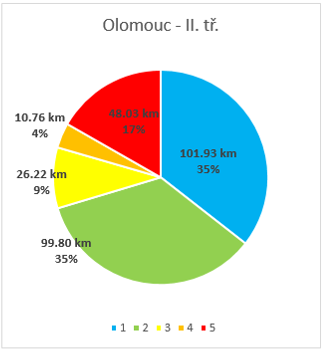 Olomouc - II. tř.
10.76 km
4%
48.03 km
17%
101.93 km
35%
26.22 km
9%
99.80 km
35%
1 2 3 4 5